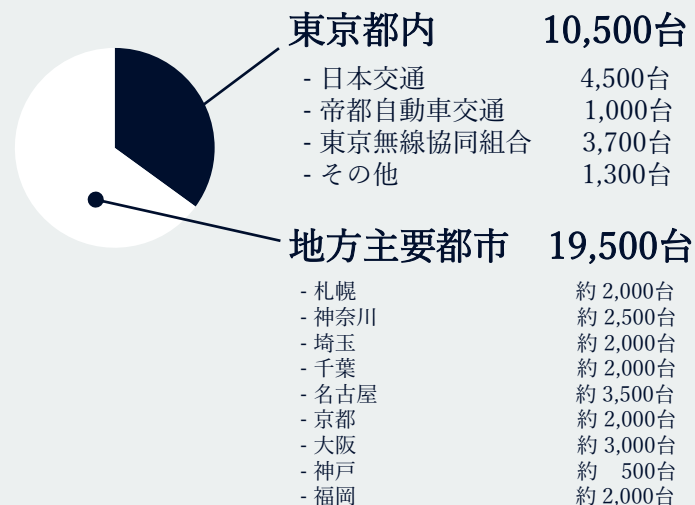 東京都内 10,500台
- 日本交通 4,500台
- 帝都自動車交通 1,000台
- 東京無線協同組合 3,700台
- その他 1,300台
地方主要都市 19,500台
- 札幌 約 2,000台
- 神奈川 約 2,500台
- 埼玉 約 2,000台
- 千葉 約 2,000台
- 名古屋 約 3,500台
- 京都 約 2,000台
- 大阪 約 3,000台
- 神戸 約 500台
- 福岡 約 2,000台